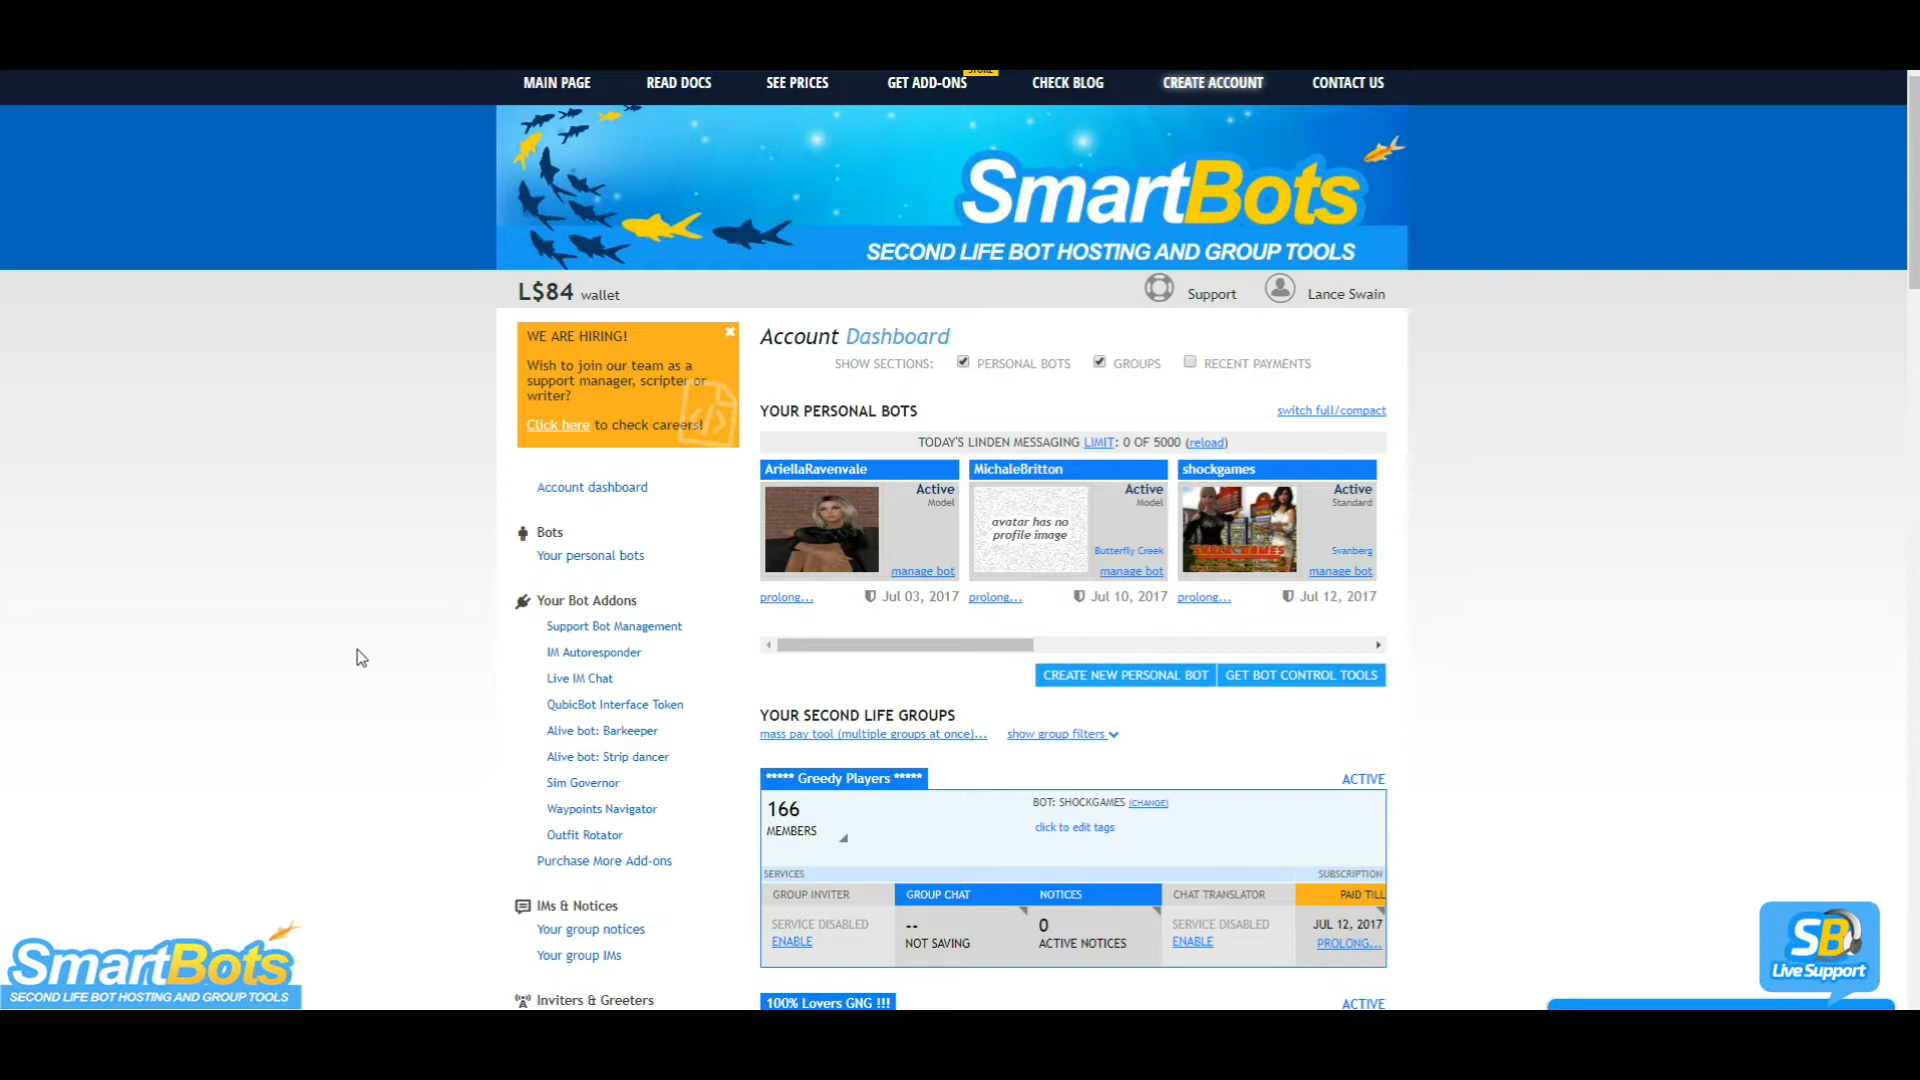 STORE
MAIN PAGE READ DOCS SEE PRICES GET ADD-ONS CHECK BLOG CREATE ACCOUNT CONTACT US
SmartBots
SECOND LIFE BOT HOSTING AND GROUP TOOLS
L$84 wallet
Support
Lance Swain
WE ARE HIRING!
Wish to join our team as a
support manager, scripter or
writer?
Click here to check careers!
Account dashboard
Bots
Your personal bots
Your Bot Addons
Support Bot Management
IM Autoresponder
Live IM Chat
QubicBot Interface Token
Alive bot: Barkeeper
Alive bot: Strip dancer
Sim Governor
Waypoints Navigator
Outfit Rotator
Purchase More Add-ons
IMs & Notices
Your group notices
Your group IMs
Inviters & Greeters
Account Dashboard
SHOW SECTIONS: PERSONAL BOTS GROUPS RECENT PAYMENTS
YOUR PERSONAL BOTS
switch full/compact
TODAY'S LINDEN MESSAGING LIMIT: 0 OF 5000 (reload)
AriellaRavenvale
Active
Model
manage bot
prolong...
Jul 03, 2017
MichaleBritton
avatar has no
profile image
Active
Model
Butterfly Creek
manage bot
prolong...
Jul 10, 2017
shockgames
Active
Standard
Svanberg
manage bot
prolong...
Jul 12, 2017
CREATE NEW PERSONAL BOT
GET BOT CONTROL TOOLS
YOUR SECOND LIFE GROUPS
mass pay tool (multiple groups at once)... show group filters
***** Greedy Players *****
ACTIVE
166
MEMBERS
BOT: SHOCKGAMES (CHANGE)
click to edit tags
SERVICES
SUBSCRIPTION
GROUP INVITER GROUP CHAT NOTICES CHAT TRANSLATOR PAID TILL
SERVICE DISABLED -- 0 SERVICE DISABLED JUL 12, 2017
ENABLE NOT SAVING ACTIVE NOTICES ENABLE PROLONG...
100% Lovers GNG !!!
ACTIVE
SmartBots
SECOND LIFE BOT HOSTING AND GROUP TOOLS
SB
Live Support